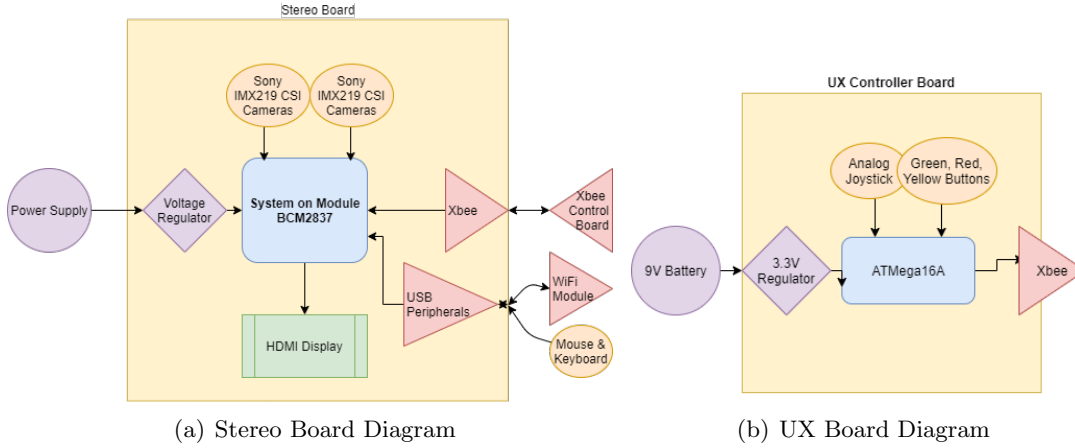 Stereo Board
Sony
IMX219 CSI
Cameras
Sony
IMX219 CSI
Cameras
Power Supply
Voltage
Regulator
System on Module
BCM2837
Xbee
Xbee
Control
Board
USB
Peripherals
WiFi
Module
Mouse &
Keyboard
HDMI Display
(a) Stereo Board Diagram
UX Controller Board
Analog
Joystick
Green, Red,
Yellow Buttons
9V Battery
3.3V
Regulator
ATMega16A
Xbee
(b) UX Board Diagram